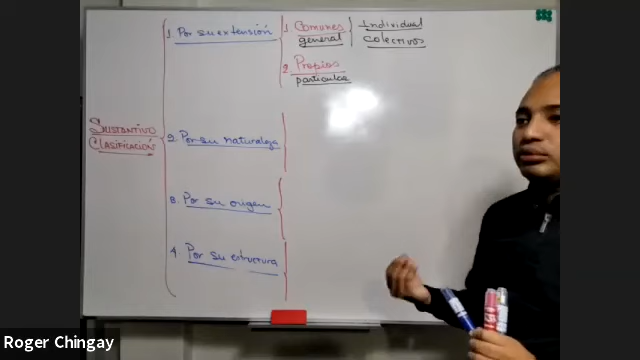 Sustantivo
Clasificación
1. Por su extensión
1 Comunes
general
Individual
colectivos
2. Propios
particular
2. Por su naturaleza
3. Por su origen
4. Por su estructura
Roger Chingay